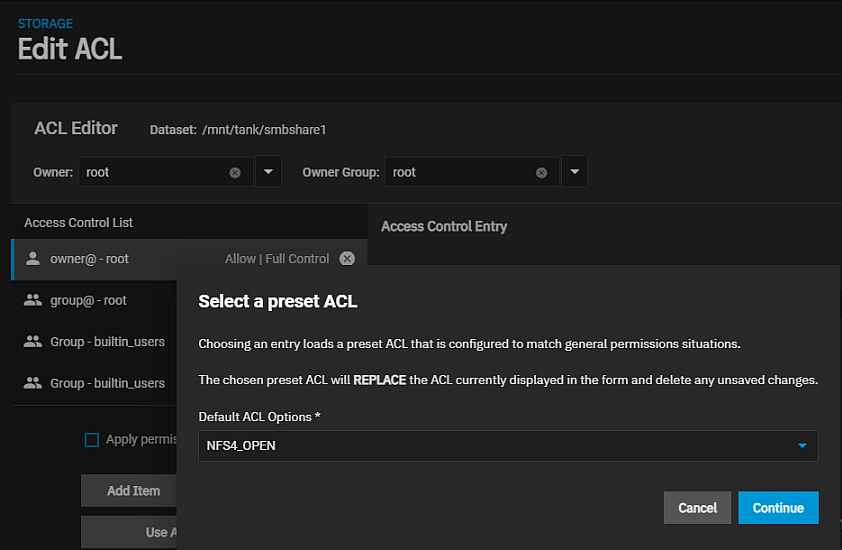 STORAGE
Edit ACL
ACL Editor Dataset: /mnt/tank/smbshare1
Owner: root Owner Group: root
Access Control List Access Control Entry
owner@ - root Allow | Full Control
group@ - root
Group - builtin_users
Group - builtin_users
Apply
Add Item
Use
Select a preset ACL
Choosing an entry loads a preset ACL that is configured to match general permissions situations.
The chosen preset ACL will REPLACE the ACL currently displayed in the form and delete any unsaved changes.
Default ACL Options *
NFS4_OPEN
Cancel Continue